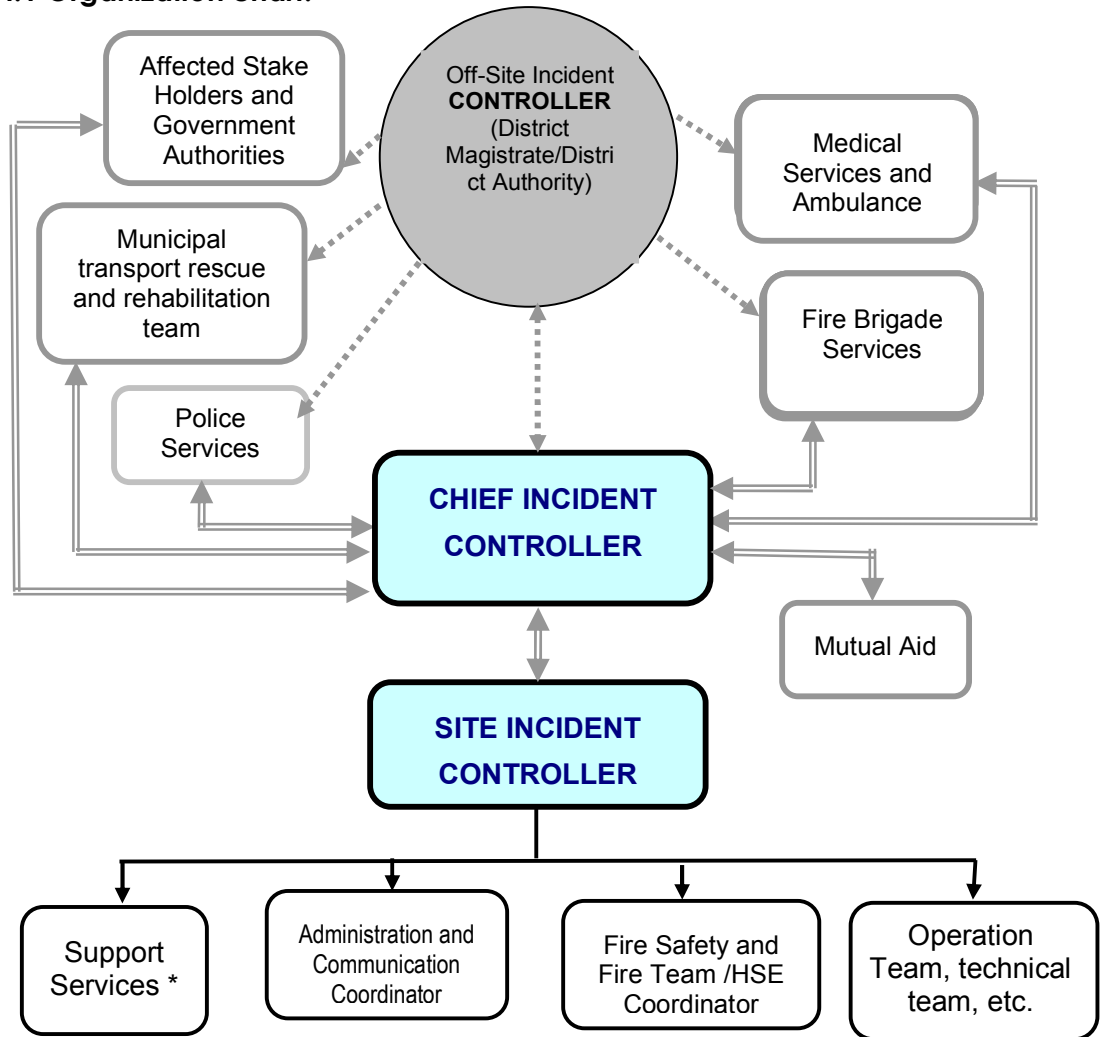 Affected Stake
Holders and
Government
Authorities
Off-Site Incident
CONTROLLER
(District
Magistrate/Distri
ct Authority)
Medical
Services and
Ambulance
Municipal
transport rescue
and rehabilitation
team
Fire Brigade
Services
Police
Services
CHIEF INCIDENT
CONTROLLER
Mutual Aid
SITE INCIDENT
CONTROLLER
Support
Services *
Administration and
Communication
Coordinator
Fire Safety and
Fire Team /HSE
Coordinator
Operation
Team, technical
team, etc.